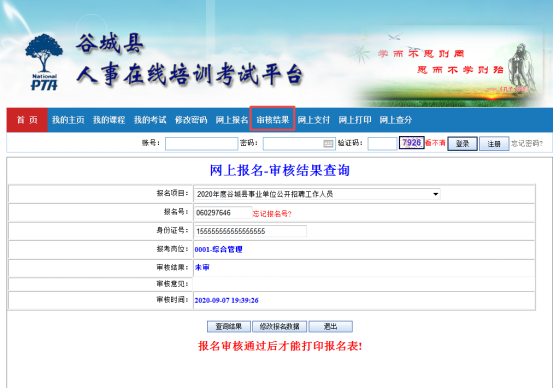 谷城县
人事在线培训考试平台
National
PTA
学而不思则罔
思而不学则殆
首 页 我的主页 我的课程 我的考试 修改密码 网上报名 审核结果 网上支付 网上打印 网上查分
账号: 密码: 验证码: 7926 看不清 登录 注册 忘记密码?
网上报名-审核结果查询
报名项目: 2020年度谷城县事业单位公开招聘工作人员
报名号: 060297646 忘记报名号?
身份证号: 155555555555555555
报考岗位: 0001-综合管理
审核结果: 未审
审核意见:
审核时间: 2020-09-07 19:39:26
查询结果 修改报名数据 退出
报名审核通过后才能打印报名表!